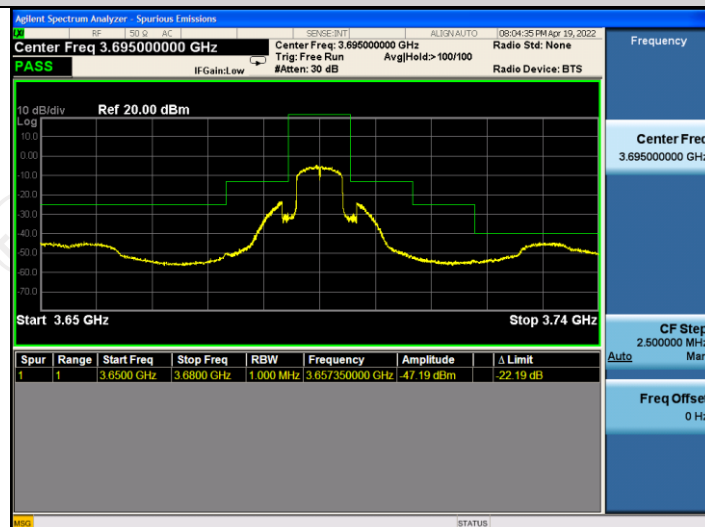 Agilent Spectrum Analyzer - Spurious Emissions
RF 50 Ω AC SENSE:INT ALIGN AUTO 08:04:35 PM Apr 19, 2022
Center Freq 3.695000000 GHz
Center Freq: 3.695000000 GHz Radio Std: None
Trig: Free Run Avg|Hold:>100/100
PASS IFGain:Low #Atten: 30 dB Radio Device: BTS
Frequency
10 dB/div Ref 20.00 dBm
Log
10.0
0.00
-10.0
-20.0
-30.0
-40.0
-50.0
-60.0
-70.0
Start 3.65 GHz Stop 3.74 GHz
Center Freq
3.695000000 GHz
CF Step
2.500000 MHz
Auto Man
Freq Offset
0 Hz
Spur Range Start Freq Stop Freq RBW Frequency Amplitude Δ Limit
1 1 3.6500 GHz 3.6800 GHz 1.000 MHz 3.657350000 GHz -47.19 dBm -22.19 dB
MSG STATUS